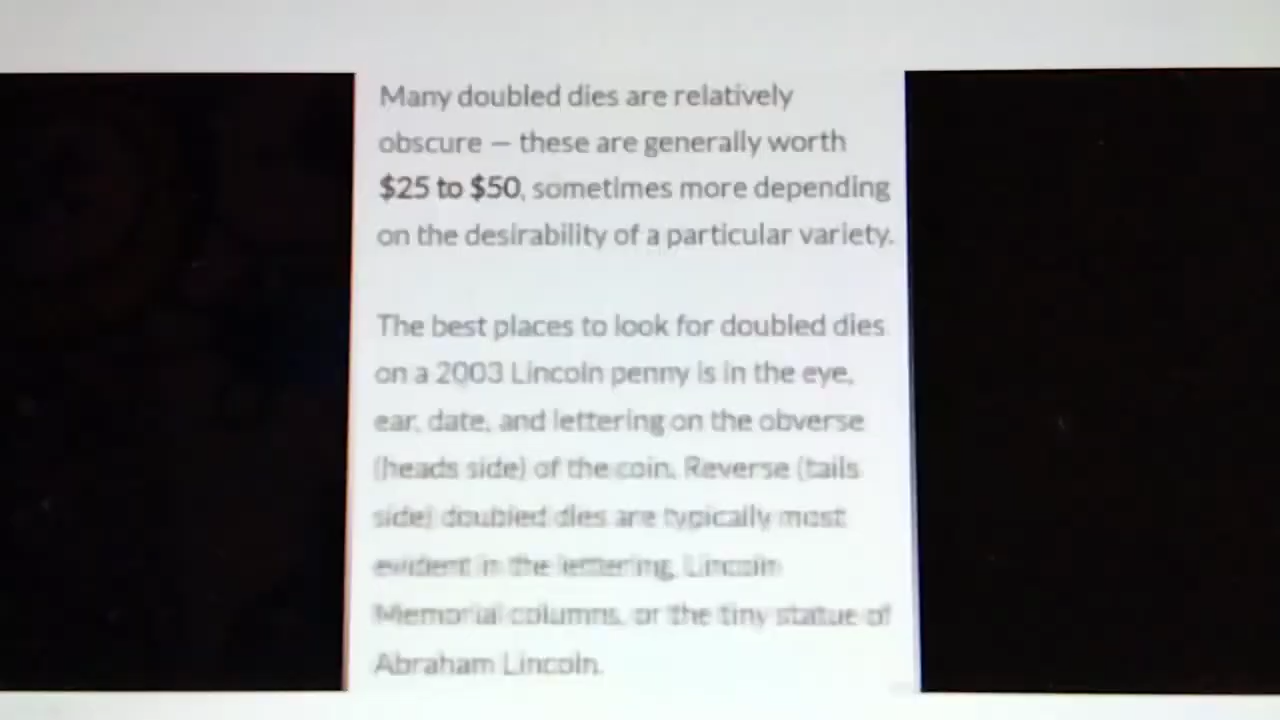 Many doubled dies are relatively
obscure — these are generally worth
$25 to $50, sometimes more depending
on the desirability of a particular variety.
The best places to look for doubled dies
on a 2003 Lincoln penny is in the eye,
ear, date, and lettering on the obverse
(heads side) of the coin. Reverse (tails
side) doubled dies are typically most
evident in the lettering, Lincoln
Memorial columns, or the tiny statue of
Abraham Lincoln.